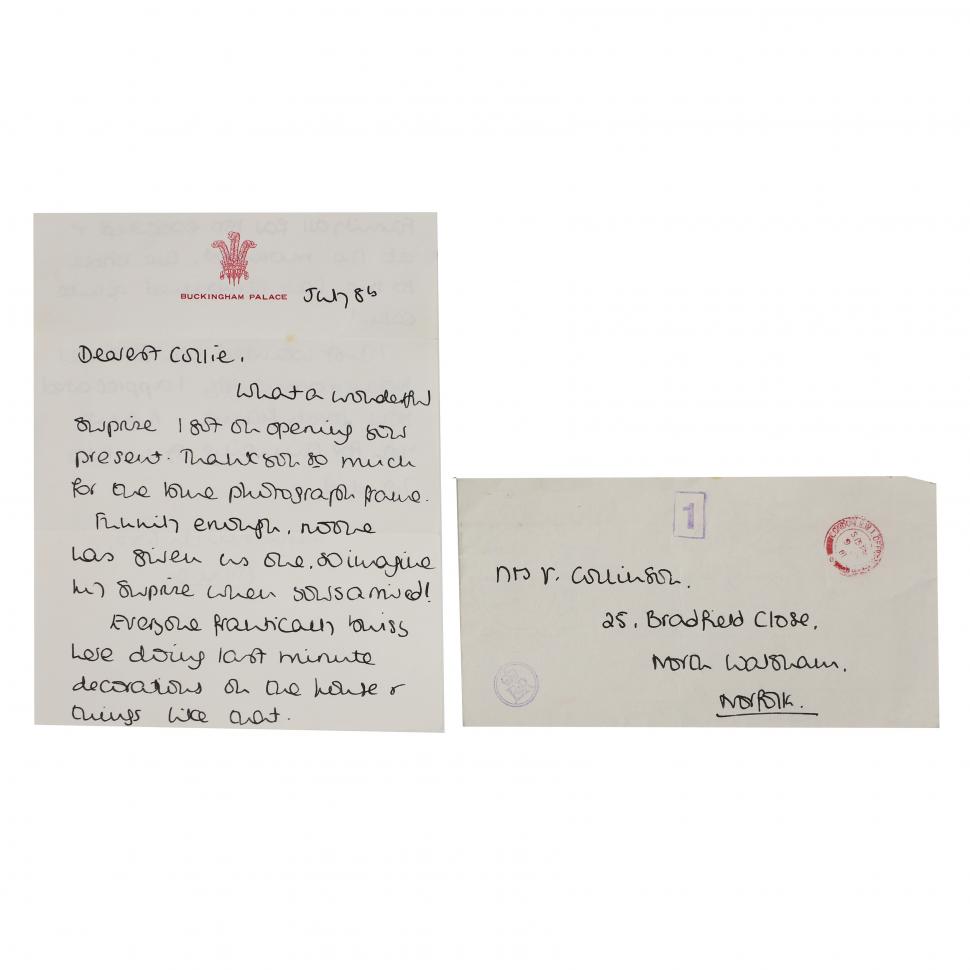 BUCKINGHAM PALACE July 8th
Dearest Collie,
What a wonderful
surprise I got on opening your
present. Thank you so much
for the blue photograph frame.
Funnily enough, no one
has given us one, so imagine
my surprise when yours arrived!
Everyone frantically busy
here doing last minute
decorations on the house &
things like that.
1
Mrs V. Collinson.
25, Bradfield Close,
North Walsham,
Norfolk.